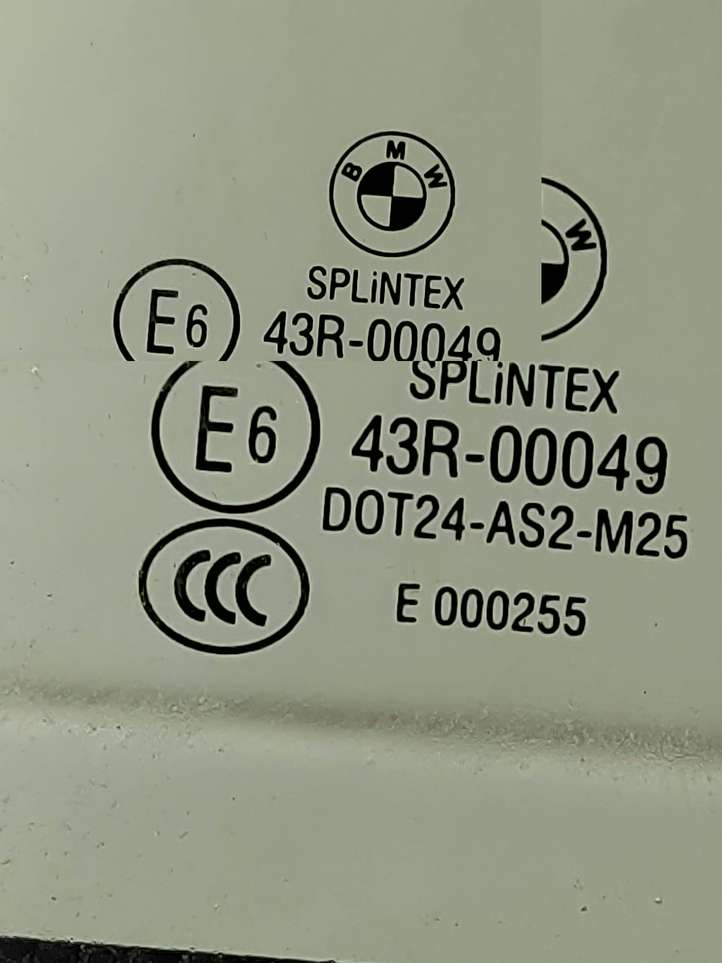 BMW
W
SPLiNTEX
E6 43R-00049
SPLiNTEX
E6 43R-00049
DOT24-AS2-M25
CCC
E 000255